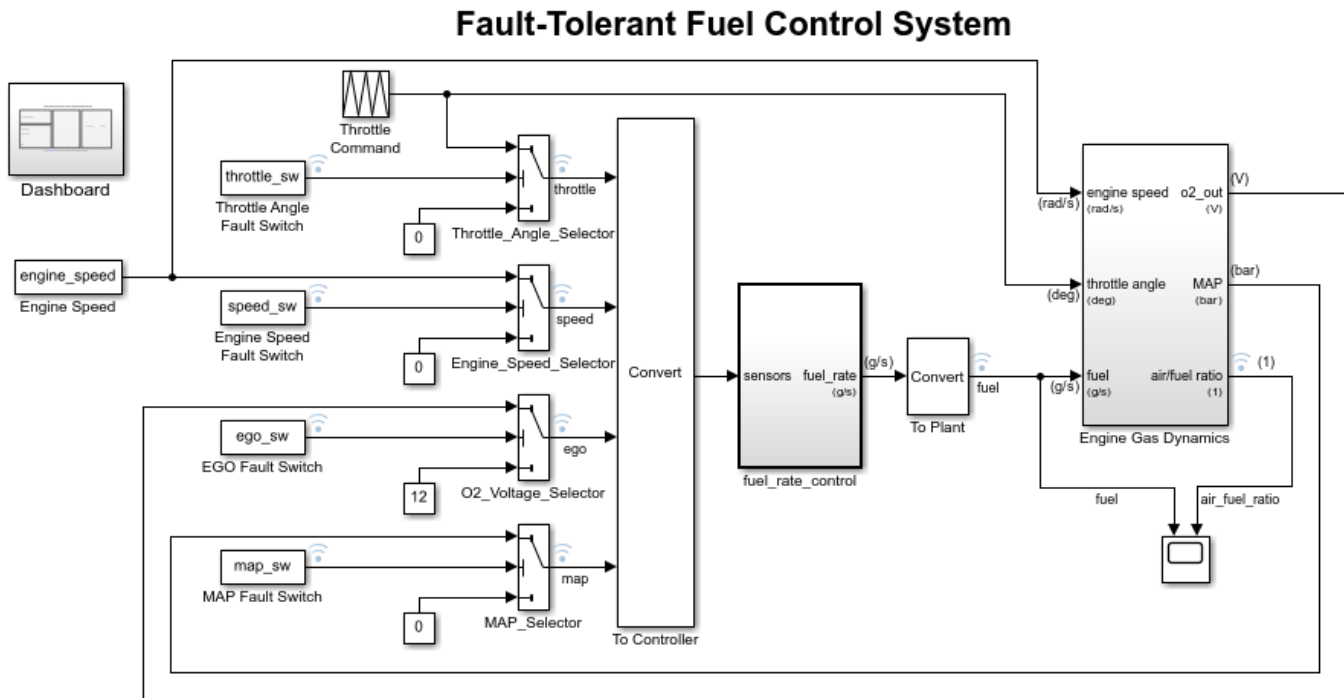 Fault-Tolerant Fuel Control System
Dashboard
Throttle
Command
throttle_sw
Throttle Angle
Fault Switch
0
throttle
Throttle_Angle_Selector
engine_speed
Engine Speed
speed_sw
Engine Speed
Fault Switch
0
speed
Engine_Speed_Selector
ego_sw
EGO Fault Switch
12
ego
O2_Voltage_Selector
map_sw
MAP Fault Switch
0
map
MAP_Selector
Convert
To Controller
sensors
fuel_rate
(g/s)
fuel_rate_control
(g/s)
Convert
To Plant
fuel
(rad/s)
(deg)
(g/s)
engine speed
(rad/s)
throttle angle
(deg)
fuel
(g/s)
o2_out
(V)
MAP
(bar)
air/fuel ratio
(1)
Engine Gas Dynamics
(V)
(bar)
(1)
fuel
air_fuel_ratio